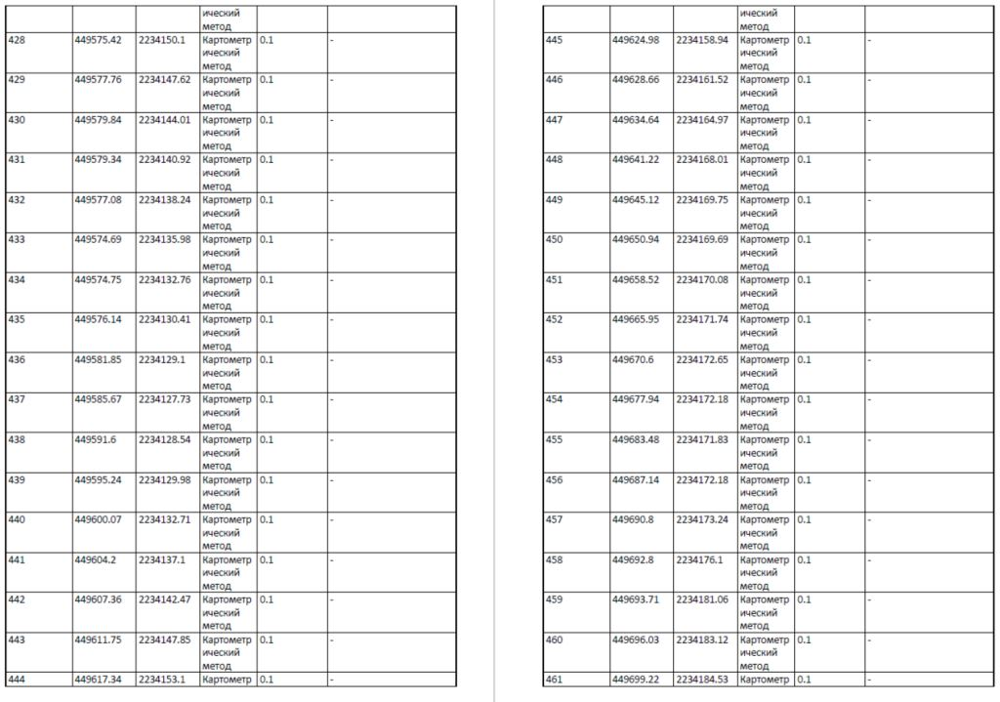 ический
метод
428 449575.42 2234150.1 Картометр 0.1 -
ический
метод
429 449577.76 2234147.62 Картометр 0.1 -
ический
метод
430 449579.84 2234144.01 Картометр 0.1 -
ический
метод
431 449579.34 2234140.92 Картометр 0.1 -
ический
метод
432 449577.08 2234138.24 Картометр 0.1 -
ический
метод
433 449574.69 2234135.98 Картометр 0.1 -
ический
метод
434 449574.75 2234132.76 Картометр 0.1 -
ический
метод
435 449576.14 2234130.41 Картометр 0.1 -
ический
метод
436 449581.85 2234129.1 Картометр 0.1 -
ический
метод
437 449585.67 2234127.73 Картометр 0.1 -
ический
метод
438 449591.6 2234128.54 Картометр 0.1 -
ический
метод
439 449595.24 2234129.98 Картометр 0.1 -
ический
метод
440 449600.07 2234132.71 Картометр 0.1 -
ический
метод
441 449604.2 2234137.1 Картометр 0.1 -
ический
метод
442 449607.36 2234142.47 Картометр 0.1 -
ический
метод
443 449611.75 2234147.85 Картометр 0.1 -
ический
метод
444 449617.34 2234153.1 Картометр 0.1 -
ический
метод
445 449624.98 2234158.94 Картометр 0.1 -
ический
метод
446 449628.66 2234161.52 Картометр 0.1 -
ический
метод
447 449634.64 2234164.97 Картометр 0.1 -
ический
метод
448 449641.22 2234168.01 Картометр 0.1 -
ический
метод
449 449645.12 2234169.75 Картометр 0.1 -
ический
метод
450 449650.94 2234169.69 Картометр 0.1 -
ический
метод
451 449658.52 2234170.08 Картометр 0.1 -
ический
метод
452 449665.95 2234171.74 Картометр 0.1 -
ический
метод
453 449670.6 2234172.65 Картометр 0.1 -
ический
метод
454 449677.94 2234172.18 Картометр 0.1 -
ический
метод
455 449683.48 2234171.83 Картометр 0.1 -
ический
метод
456 449687.14 2234172.18 Картометр 0.1 -
ический
метод
457 449690.8 2234173.24 Картометр 0.1 -
ический
метод
458 449692.8 2234176.1 Картометр 0.1 -
ический
метод
459 449693.71 2234181.06 Картометр 0.1 -
ический
метод
460 449696.03 2234183.12 Картометр 0.1 -
ический
метод
461 449699.22 2234184.53 Картометр 0.1 -